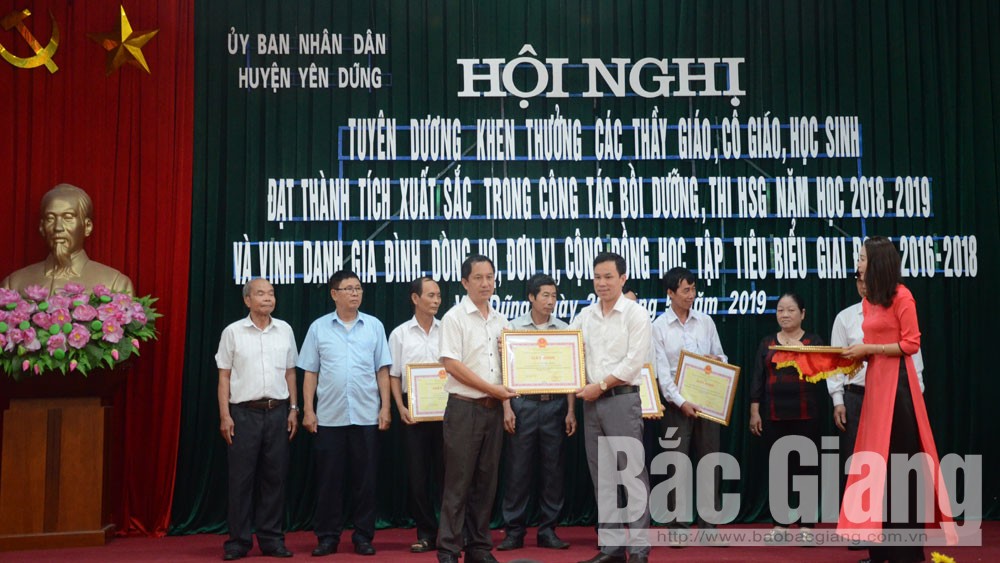 ỦY BAN NHÂN DÂN
HUYỆN YÊN DŨNG
HỘI NGHỊ
TUYÊN DƯƠNG KHEN THƯỞNG CÁC THẦY GIÁO, CÔ GIÁO, HỌC SINH
ĐẠT THÀNH TÍCH XUẤT SẮC TRONG CÔNG TÁC BỒI DƯỠNG, THI HSG NĂM HỌC 2018-2019
VÀ VINH DANH GIA ĐÌNH, DÒNG HỌ, ĐƠN VỊ, CỘNG ĐỒNG HỌC TẬP TIÊU BIỂU GIAI 2016-2018
Dũng, ngày 2019
Bắc Giang
http://www.baobacgiang.com.vn